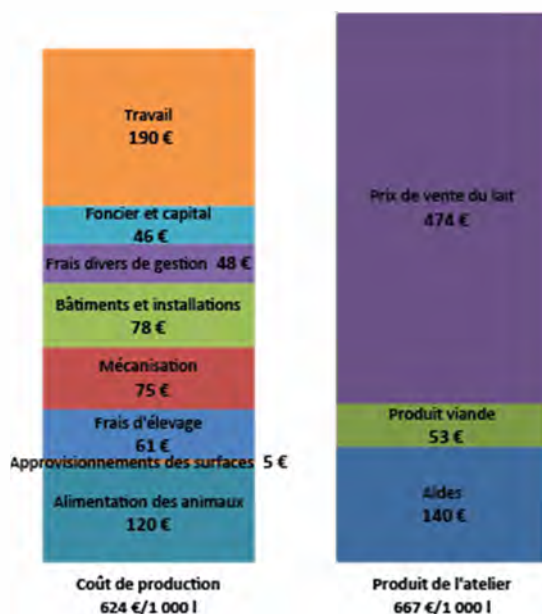 Travail
190 €
Foncier et capital
46 €
Frais divers de gestion 48 €
Bâtiments et installations
78 €
Mécanisation
75 €
Frais d'élevage
61 €
Approvisionnements des surfaces 5 €
Alimentation des animaux
120 €
Coût de production
624 €/1 000 l
Prix de vente du lait
474 €
Produit viande
53 €
Aides
140 €
Produit de l'atelier
667 €/1 000 l